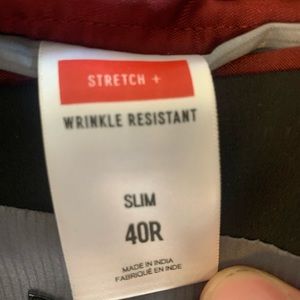 STRETCH +
WRINKLE RESISTANT
SLIM
40R
MADE IN INDIA
FABRIQUÉ EN INDE